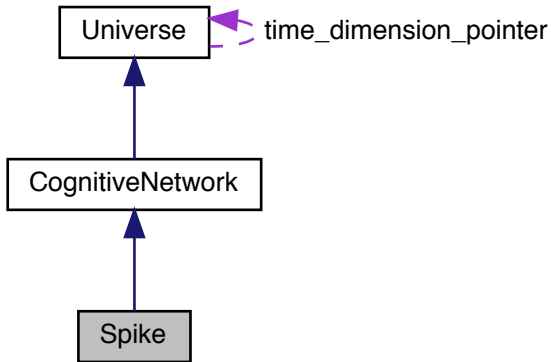 Universe
time_dimension_pointer
CognitiveNetwork
Spike